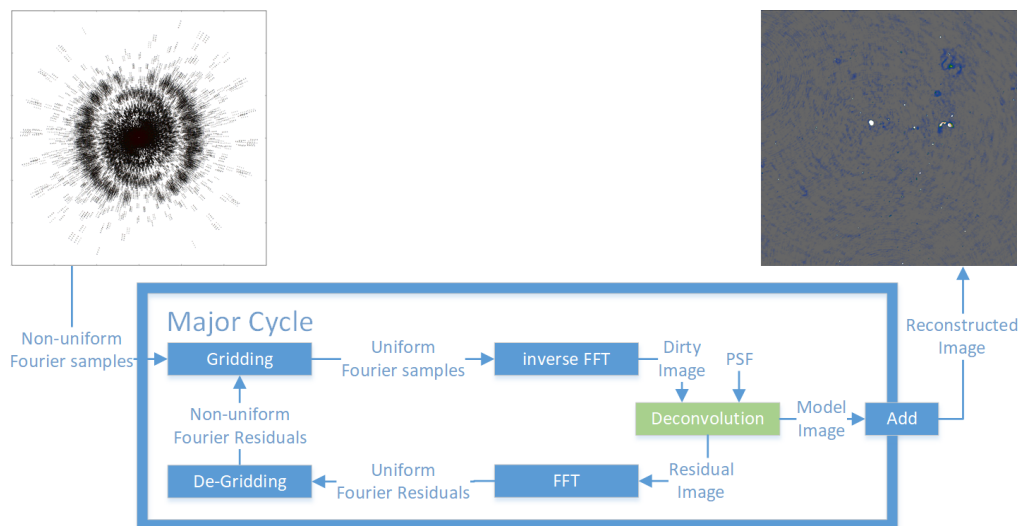 Major Cycle
Non-uniform
Fourier samples
Gridding
Uniform
Fourier samples
inverse FFT
Dirty
Image
PSF
Reconstructed
Image
Non-uniform
Fourier Residuals
Deconvolution
Model
Image
Add
De-Gridding
Uniform
Fourier Residuals
FFT
Residual
Image